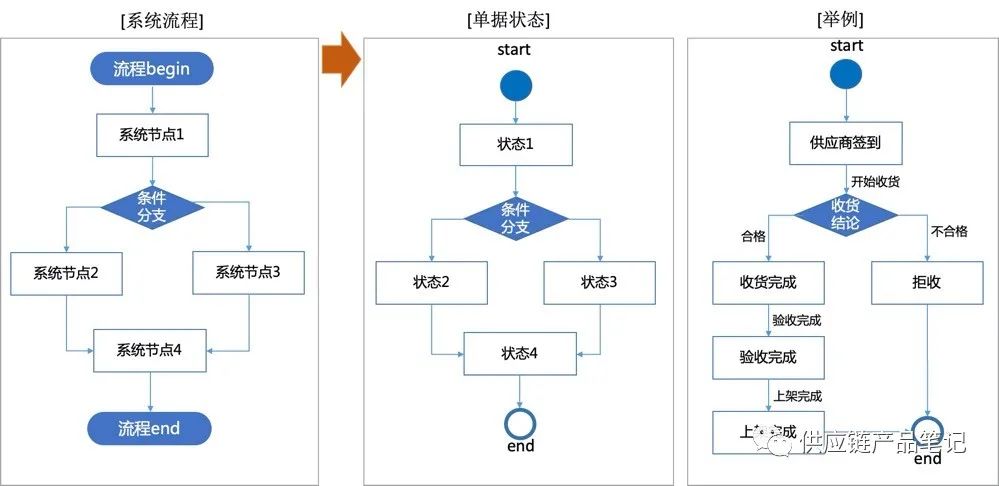 [系统流程]
流程begin
系统节点1
条件
分支
系统节点2
系统节点3
系统节点4
流程end
[单据状态]
start
状态1
条件
分支
状态2
状态3
状态4
end
[举例]
start
供应商签到
开始收货
收货
结论
合格
不合格
收货完成
拒收
验收完成
验收完成
上架完成
上架完成
end
供应链产品笔记